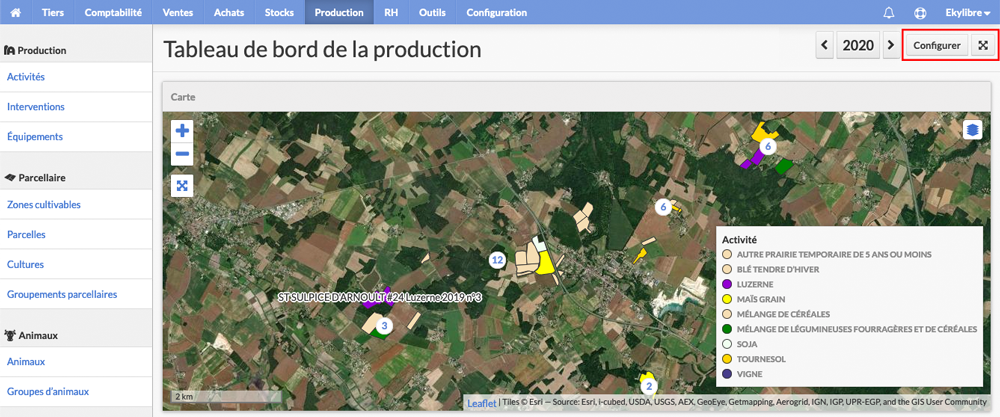 Tiers Comptabilité Ventes Achats Stocks Production RH Outils Configuration Ekylibre
Production
Activités
Interventions
Équipements
Parcellaire
Zones cultivables
Parcelles
Cultures
Groupements parcellaires
Animaux
Animaux
Groupes d'animaux
Tableau de bord de la production
2020
Configurer
Carte
6
6
12
ST SULPICE D'ARNOULT #24 Luzerne 2019 n°3
3
2
Activité
AUTRE PRAIRIE TEMPORAIRE DE 5 ANS OU MOINS
BLÉ TENDRE D'HIVER
LUZERNE
MAÏS GRAIN
MÉLANGE DE CÉRÉALES
MÉLANGE DE LÉGUMINEUSES FOURRAGÈRES ET DE CÉRÉALES
SOJA
TOURNESOL
VIGNE
2 km
Leaflet | Tiles © Esri — Source: Esri, i-cubed, USDA, USGS, AEX, GeoEye, Getmapping, Aerogrid, IGN, IGP, UPR-EGP, and the GIS User Community